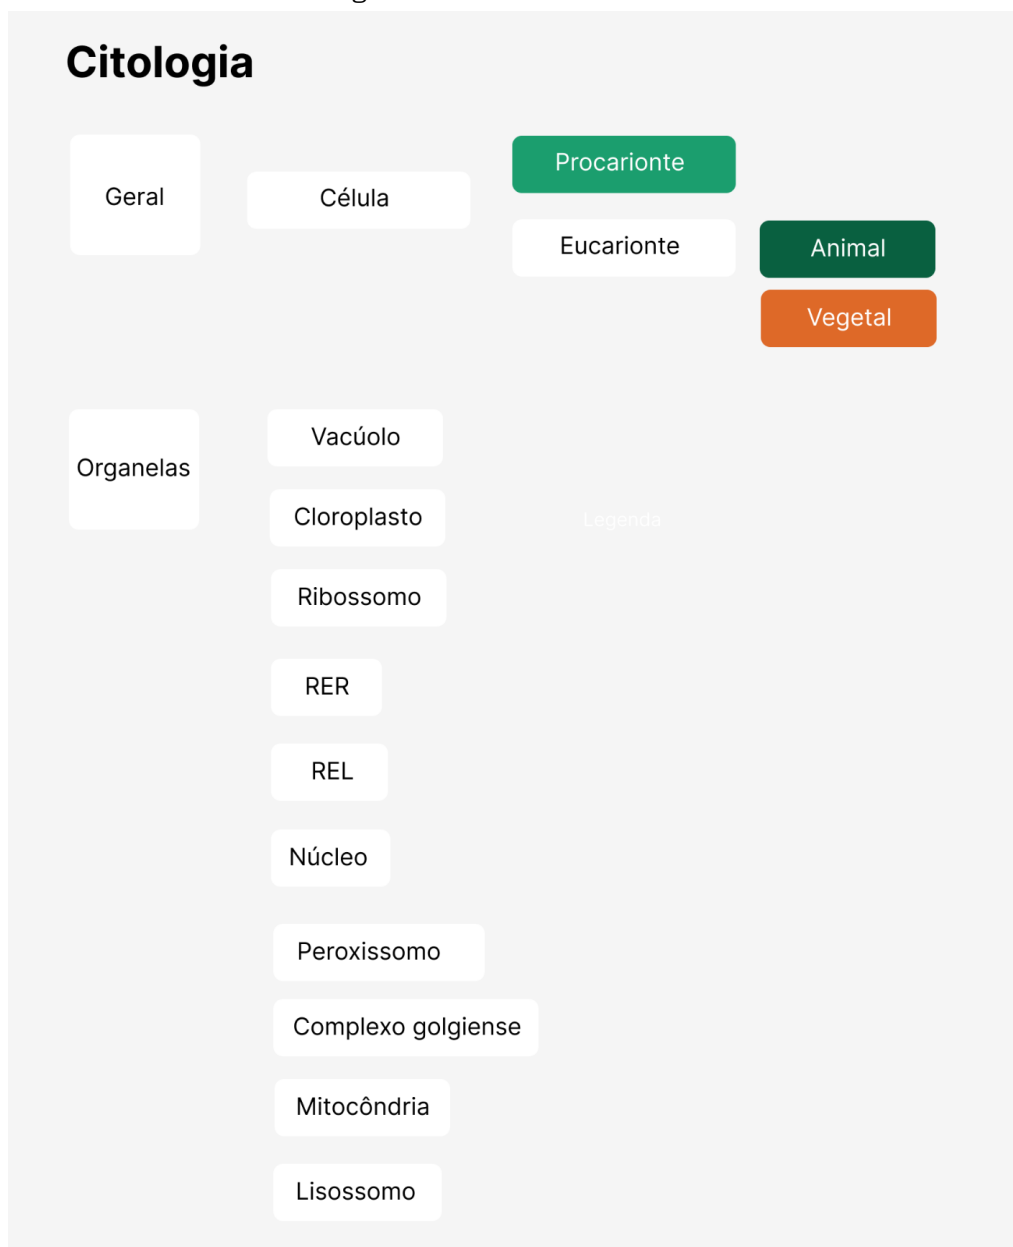 Citologia
Procarionte
Geral
Célula
Eucarionte
Animal
Vegetal
Vacúolo
Organelas
Cloroplasto
Legenda
Ribossomo
RER
REL
Núcleo
Peroxissomo
Complexo golgiense
Mitocôndria
Lisossomo